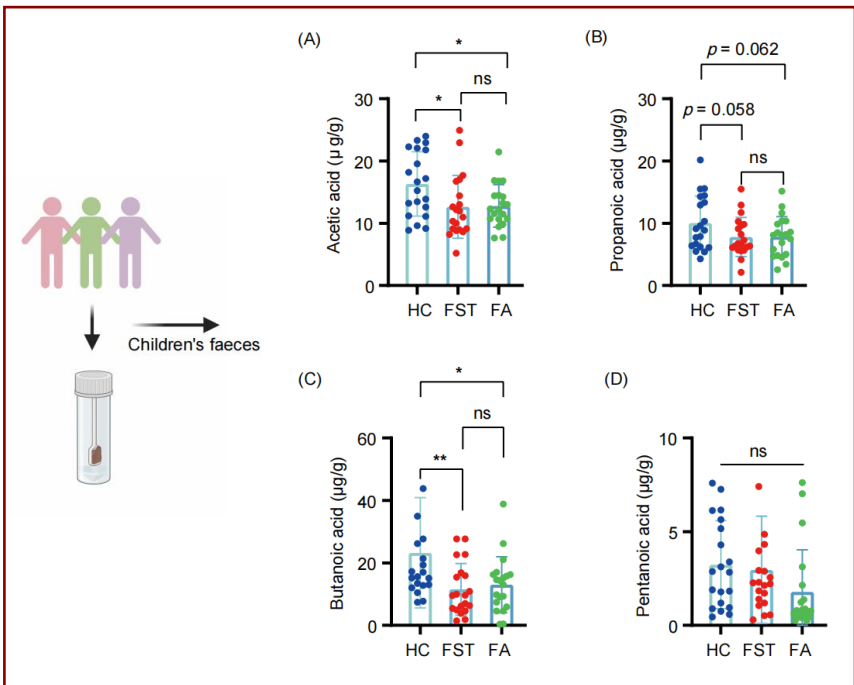 (A)
*
ns
*
Acetic acid (μ g/g)
30
20
10
0
HC FST FA
(B)
p = 0.062
p = 0.058
ns
Propanoic acid (μg/g)
30
20
10
0
HC FST FA
Children's faeces
(C)
*
ns
**
Butanoic acid (μg/g)
60
40
20
0
HC FST FA
(D)
ns
Pentanoic acid (μg/g)
10
5
0
HC FST FA